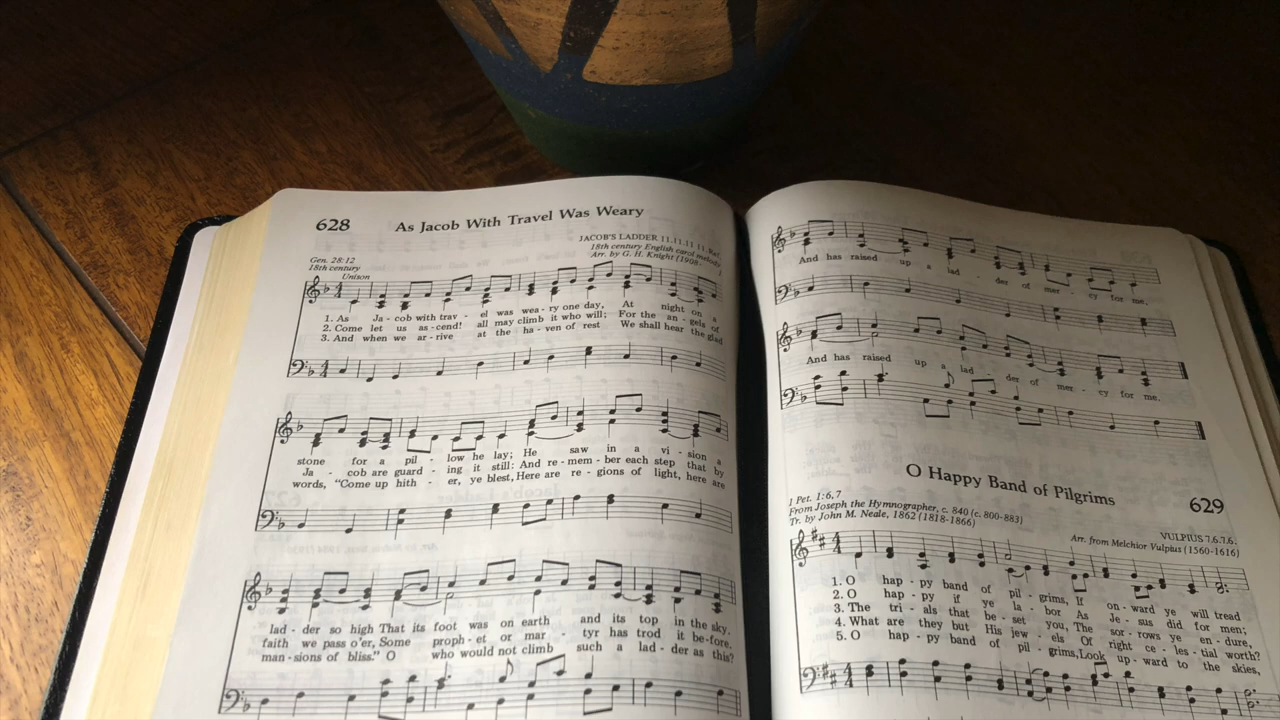 628 As Jacob With Travel Was Weary
JACOB'S LADDER 11.11.11 11.Ref.
18th century English carol melody
Arr. by G. H. Knight (1908- )
Gen. 28:12
18th century
Unison
1. As Ja - cob with trav - el was wea - ry one day, At night on a
2. Come let us as - cend! all may climb it who will; For the an - gels of
3. And when we ar - rive at the ha - ven of rest We shall hear the glad
stone for a pil - low he lay; He saw in a vi - sion a
Ja - cob are guard - ing it still: And re - mem - ber each step that by
words, "Come up hith - er, ye blest, Here are re - gions of light, here are
lad - der so high That its foot was on earth and its top in the sky.
faith we pass o'er, Some proph - et or mar - tyr has trod it be - fore.
man - sions of bliss." O who would not climb such a lad - der as this?
And has raised up a lad der of mer - cy for me.
And has raised up a lad - der of mer - cy for me.
O Happy Band of Pilgrims 629
1 Pet. 1:6,7
From Joseph the Hymnographer, c. 840 (c. 800-883)
Tr. by John M. Neale, 1862 (1818-1866)
VULPIUS 7.6.7.6.
Arr. from Melchior Vulpius (1560-1616)
1. O hap - py band of pil - grims, If on - ward ye will tread
2. O hap - py if ye la - bor As Je - sus did for men;
3. The tri - als that be - set you, The sor - rows ye en - dure,
4. What are they but His jew - els Of right ce - les - tial worth?
5. O hap - py band of pil - grims, Look up - ward to the skies,